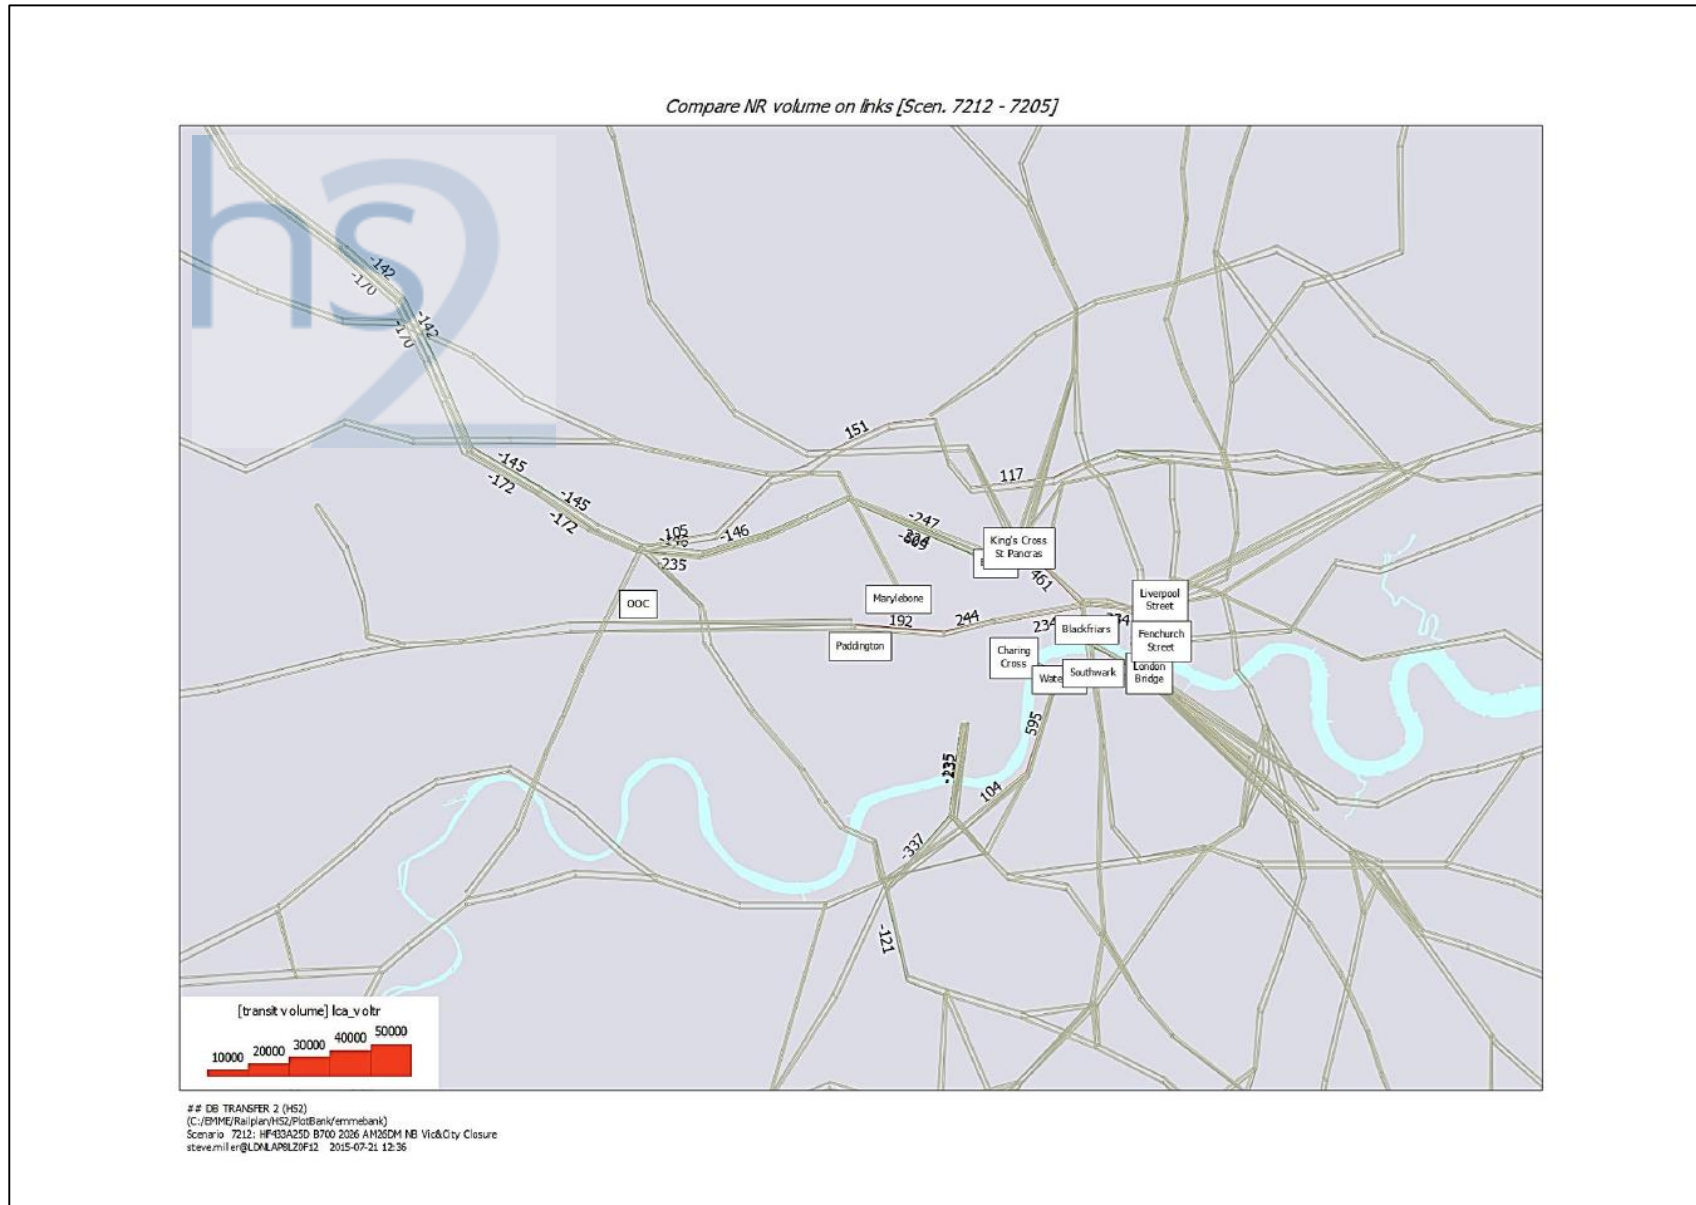 Compare NR volume on links [Scen. 7212 - 7205]
hs2
-142
-170
-142
-170
151
-145
-172
117
-145
-172
-247
-105
-146
-235
King's Cross
St Pancras
461
OOC
Marylebone
Liverpool
Street
192
244
234
Blackfriars
Paddington
Fenchurch
Street
Charing
Cross
Southwark
London
Bridge
595
104
-337
-121
[transit volume] lca_voltr
10000
20000
30000
40000
50000
## DB TRANSFER 2 (HS2)
(C:/EMME/Railplan/HS2/PlotBank/emmebank)
Scenario 7212: HF433A25D B700 2026 AM26DM NB Vic&City Closure
steve.miller@LDNLAP8LZ0F12 2015-07-21 12:36